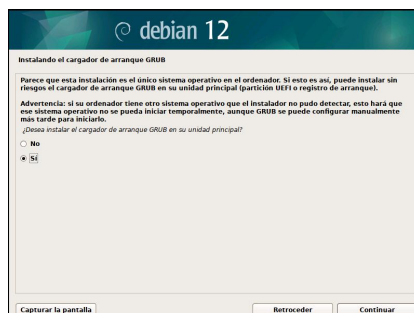 debian 12
Instalando el cargador de arranque GRUB
Parece que esta instalación es el único sistema operativo en el ordenador. Si esto es así, puede instalar sin
riesgos el cargador de arranque GRUB en su unidad principal (partición UEFI o registro de arranque).
Advertencia: si su ordenador tiene otro sistema operativo que el instalador no pudo detectar, esto hará que
ese sistema operativo no se pueda iniciar temporalmente, aunque GRUB se puede configurar manualmente
más tarde para iniciarlo.
¿Desea instalar el cargador de arranque GRUB en su unidad principal?
No
Sí
Capturar la pantalla
Retroceder
Continuar